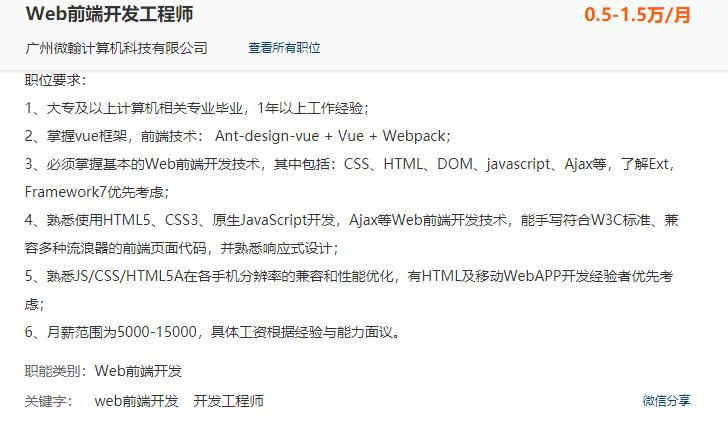 Web前端开发工程师
0.5-1.5万/月
广州微翰计算机科技有限公司 查看所有职位
职位要求：
1、大专及以上计算机相关专业毕业，1年以上工作经验；
2、掌握vue框架，前端技术： Ant-design-vue + Vue + Webpack；
3、必须掌握基本的Web前端开发技术，其中包括：CSS、HTML、DOM、javascript、Ajax等，了解Ext，
Framework7优先考虑；
4、熟悉使用HTML5、CSS3、原生JavaScript开发，Ajax等Web前端开发技术，能手写符合W3C标准、兼
容多种流浪器的前端页面代码，并熟悉响应式设计；
5、熟悉JS/CSS/HTML5A在各手机分辨率的兼容和性能优化，有HTML及移动WebAPP开发经验者优先考
虑；
6、月薪范围为5000-15000，具体工资根据经验与能力面议。
职能类别：Web前端开发
关键字： web前端开发 开发工程师
微信分享